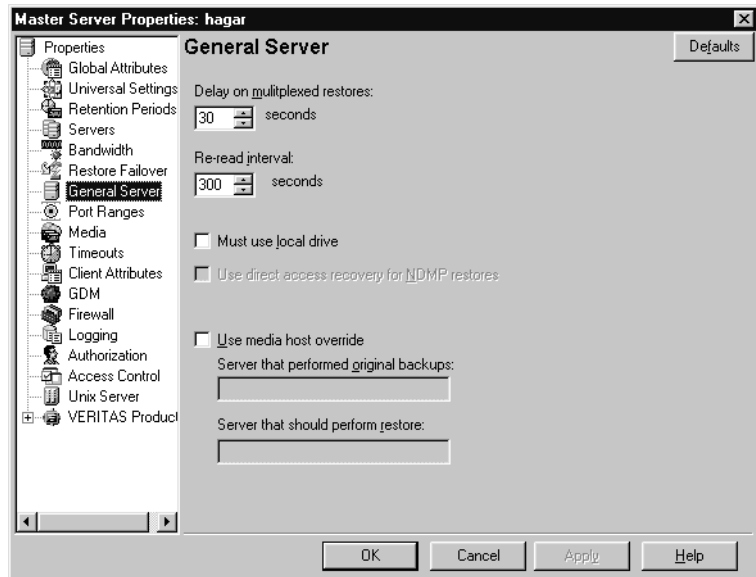 Master Server Properties: hagar
Properties
Global Attributes
Universal Settings
Retention Periods
Servers
Bandwidth
Restore Failover
General Server
Port Ranges
Media
Timeouts
Client Attributes
GDM
Firewall
Logging
Authorization
Access Control
Unix Server
VERITAS Product
General Server
Defaults
Delay on mulitplexed restores:
30 seconds
Re-read interval:
300 seconds
Must use local drive
Use direct access recovery for NDMP restores
Use media host override
Server that performed original backups:
Server that should perform restore:
OK Cancel Apply Help